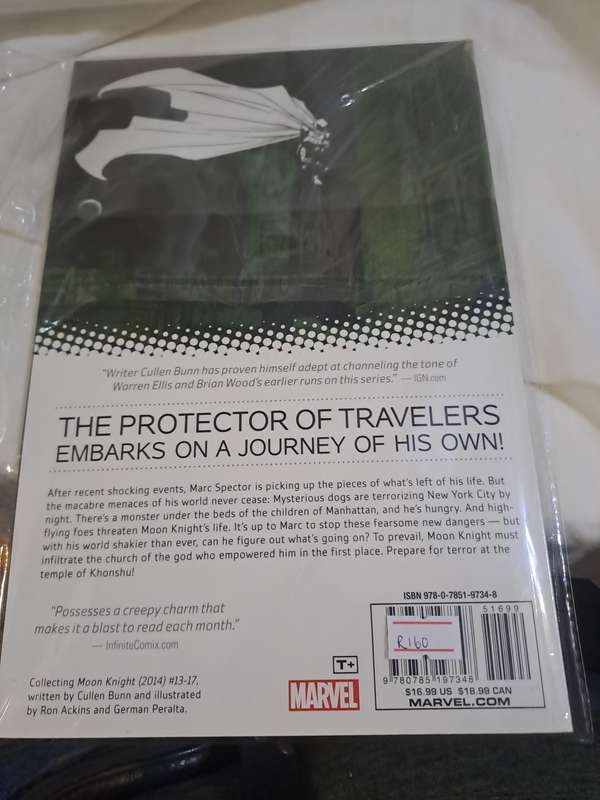 "Writer Cullen Bunn has proven himself adept at channeling the tone of
Warren Ellis and Brian Wood's earlier runs on this series." — IGN.com
THE PROTECTOR OF TRAVELERS
EMBARKS ON A JOURNEY OF HIS OWN!
After recent shocking events, Marc Spector is picking up the pieces of what's left of his life. But
the macabre menaces of his world never cease: Mysterious dogs are terrorizing New York City by
night. There's a monster under the beds of the children of Manhattan, and he's hungry. And high-
flying foes threaten Moon Knight's life. It's up to Marc to stop these fearsome new dangers — but
with his world shakier than ever, can he figure out what's going on? To prevail, Moon Knight must
infiltrate the church of the god who empowered him in the first place. Prepare for terror at the
temple of Khonshu!
"Possesses a creepy charm that
makes it a blast to read each month."
— InfiniteComix.com
Collecting Moon Knight (2014) #13-17,
written by Cullen Bunn and illustrated
by Ron Ackins and German Peralta.
T+
MARVEL
ISBN 978-0-7851-9734-8
51699
R160
9 780785 197348
$16.99 US $18.99 CAN
MARVEL.COM